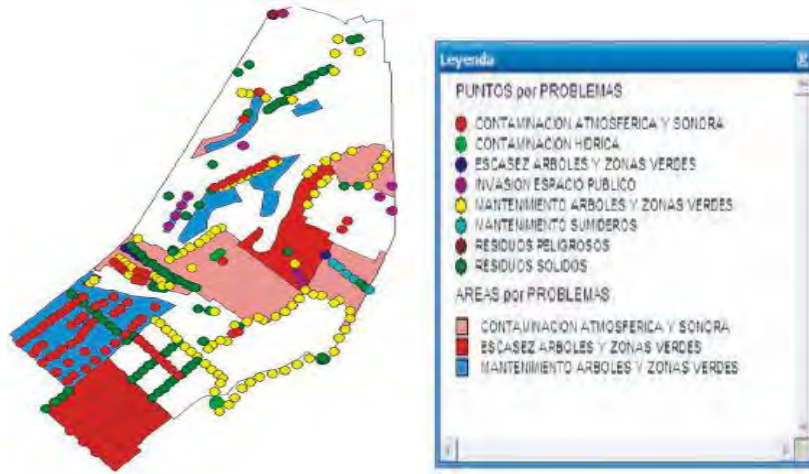 Leyenda
PUNTOS por PROBLEMAS
CONTAMINACION ATMOSFERICA Y SONORA
CONTAMINACION HIDRICA
ESCASEZ ARBOLES Y ZONAS VERDES
INVASION ESPACIO PUBLICO
MANTENIMIENTO ARBOLES Y ZONAS VERDES
MANTENIMIENTO SUMIDEROS
RESIDUOS PELIGROSOS
RESIDUOS SOLIDOS
AREAS por PROBLEMAS
CONTAMINACION ATMOSFERICA Y SONORA
ESCASEZ ARBOLES Y ZONAS VERDES
MANTENIMIENTO ARBOLES Y ZONAS VERDES